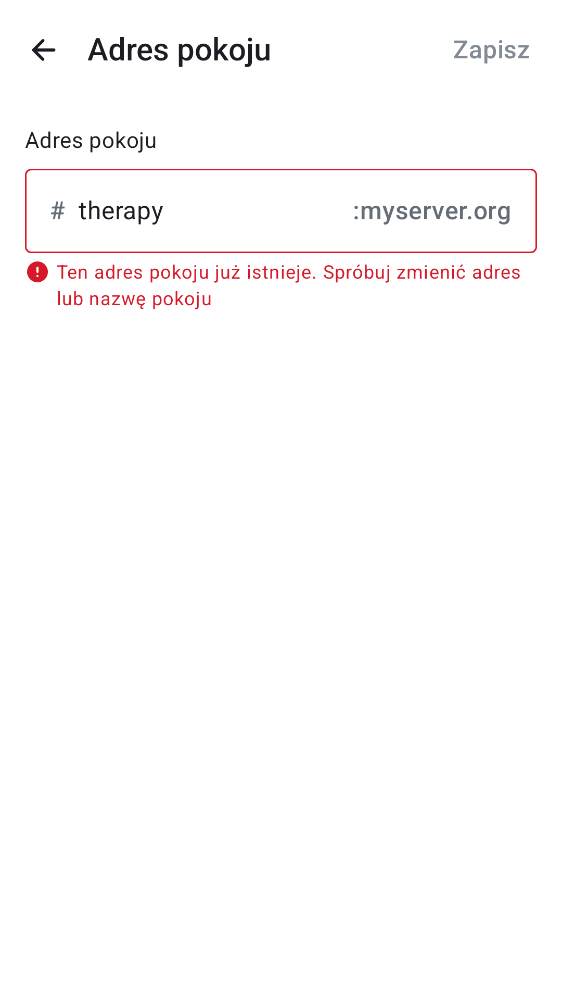 Adres pokoju
Zapisz
Adres pokoju
# therapy :myserver.org
Ten adres pokoju już istnieje. Spróbuj zmienić adres
lub nazwę pokoju